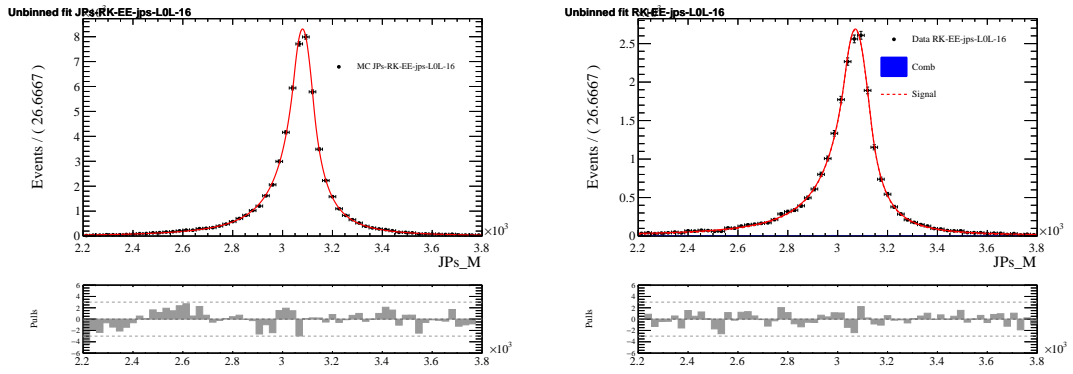 Unbinned fit JPs-RK-EE-jps-L0L-16
8
7
6
5
4
3
2
1
0
Events / ( 26.6667 )
MC JPs-RK-EE-jps-L0L-16
2.2 2.4 2.6 2.8 3 3.2 3.4 3.6 3.8
×10³
JPs_M
6
4
2
0
−2
−4
−6
Pulls
2.2 2.4 2.6 2.8 3 3.2 3.4 3.6 3.8
×10³
Unbinned fit RK-EE-jps-L0L-16
2.5
2
1.5
1
0.5
0
Events / ( 26.6667 )
Data RK-EE-jps-L0L-16
Comb
Signal
2.2 2.4 2.6 2.8 3 3.2 3.4 3.6 3.8
×10³
JPs_M
6
4
2
0
−2
−4
−6
Pulls
2.2 2.4 2.6 2.8 3 3.2 3.4 3.6 3.8
×10³